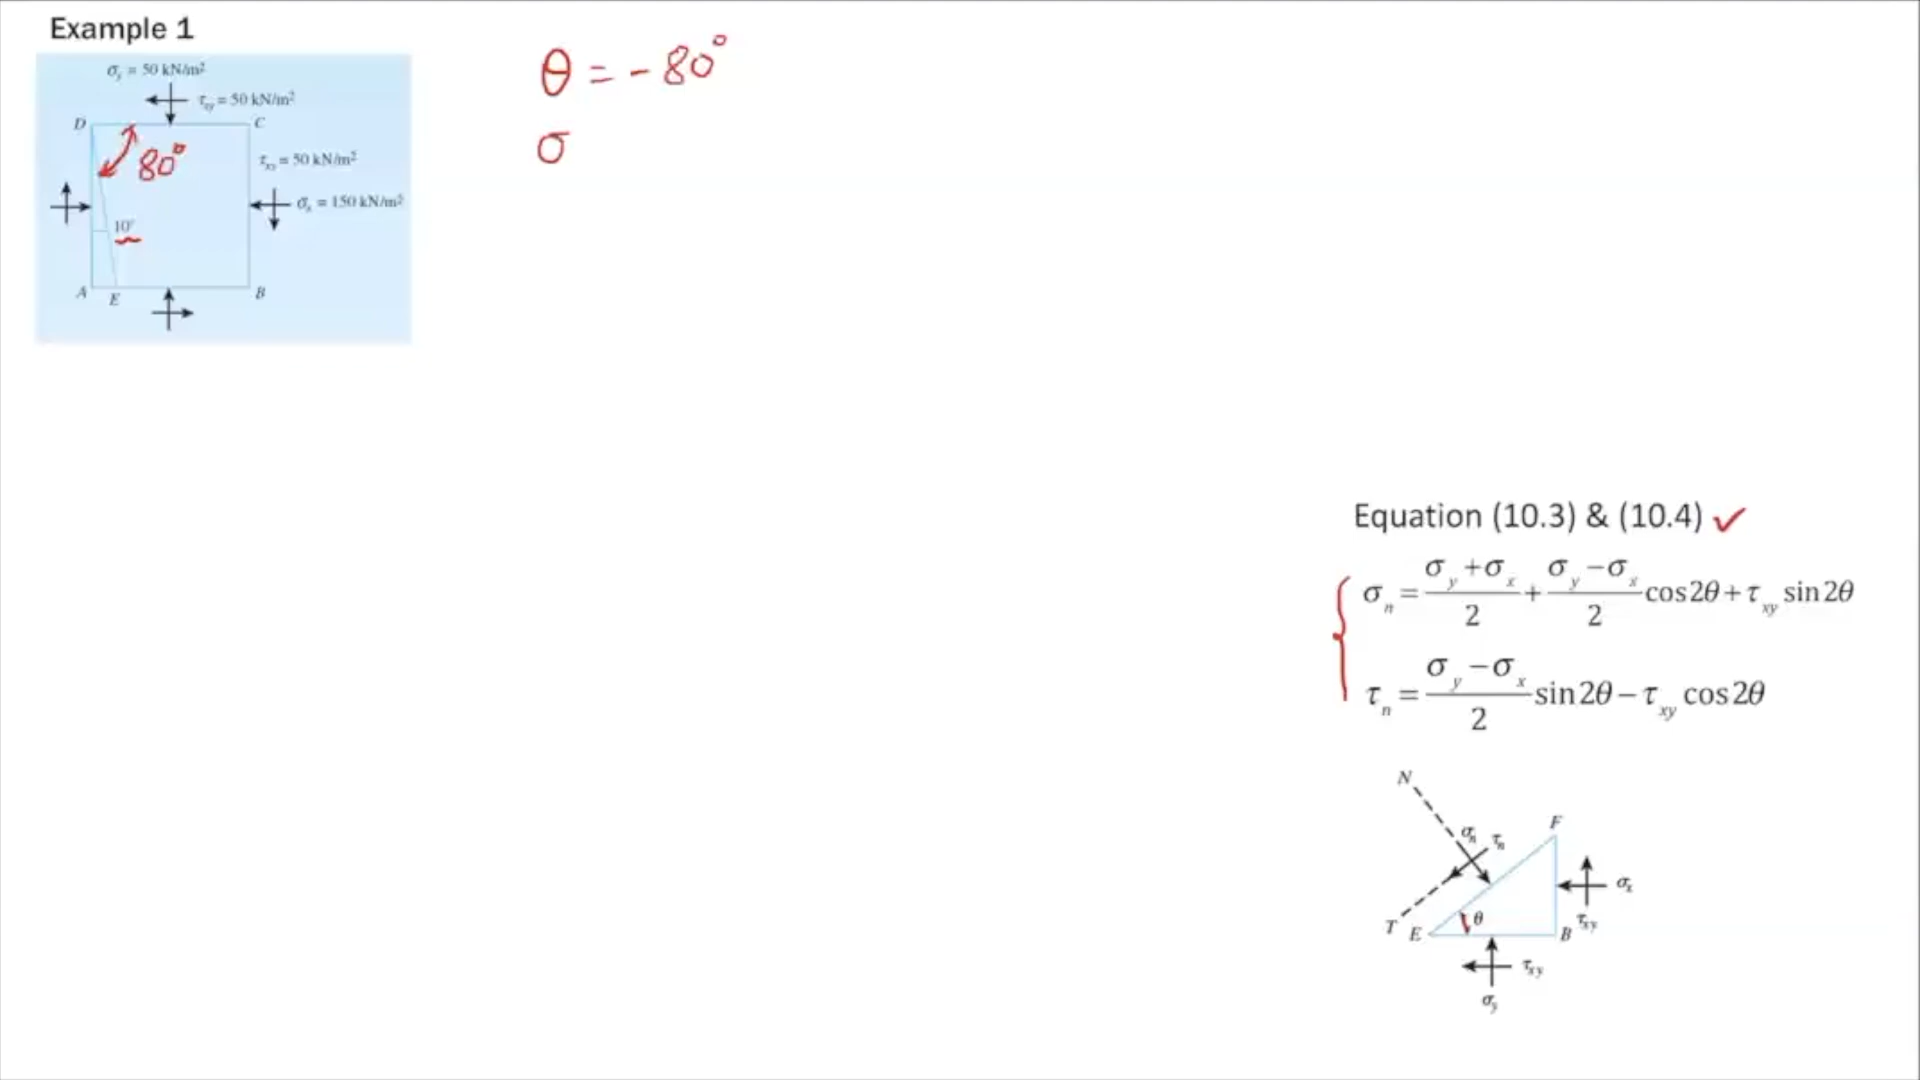 Example 1
θ = - 80°
σ
σy = 50 kN/m²
τxy = 50 kN/m²
D
C
80°
τxy = 50 kN/m²
σx = 150 kN/m²
10°
A
E
B
Equation (10.3) & (10.4) ✓
σn = (σy + σx)/2 + (σy − σx)/2 cos2θ + τxy sin2θ
τn = (σy − σx)/2 sin2θ − τxy cos2θ
N
F
σn
τn
σx
T
E
θ
B
τxy
τxy
σy